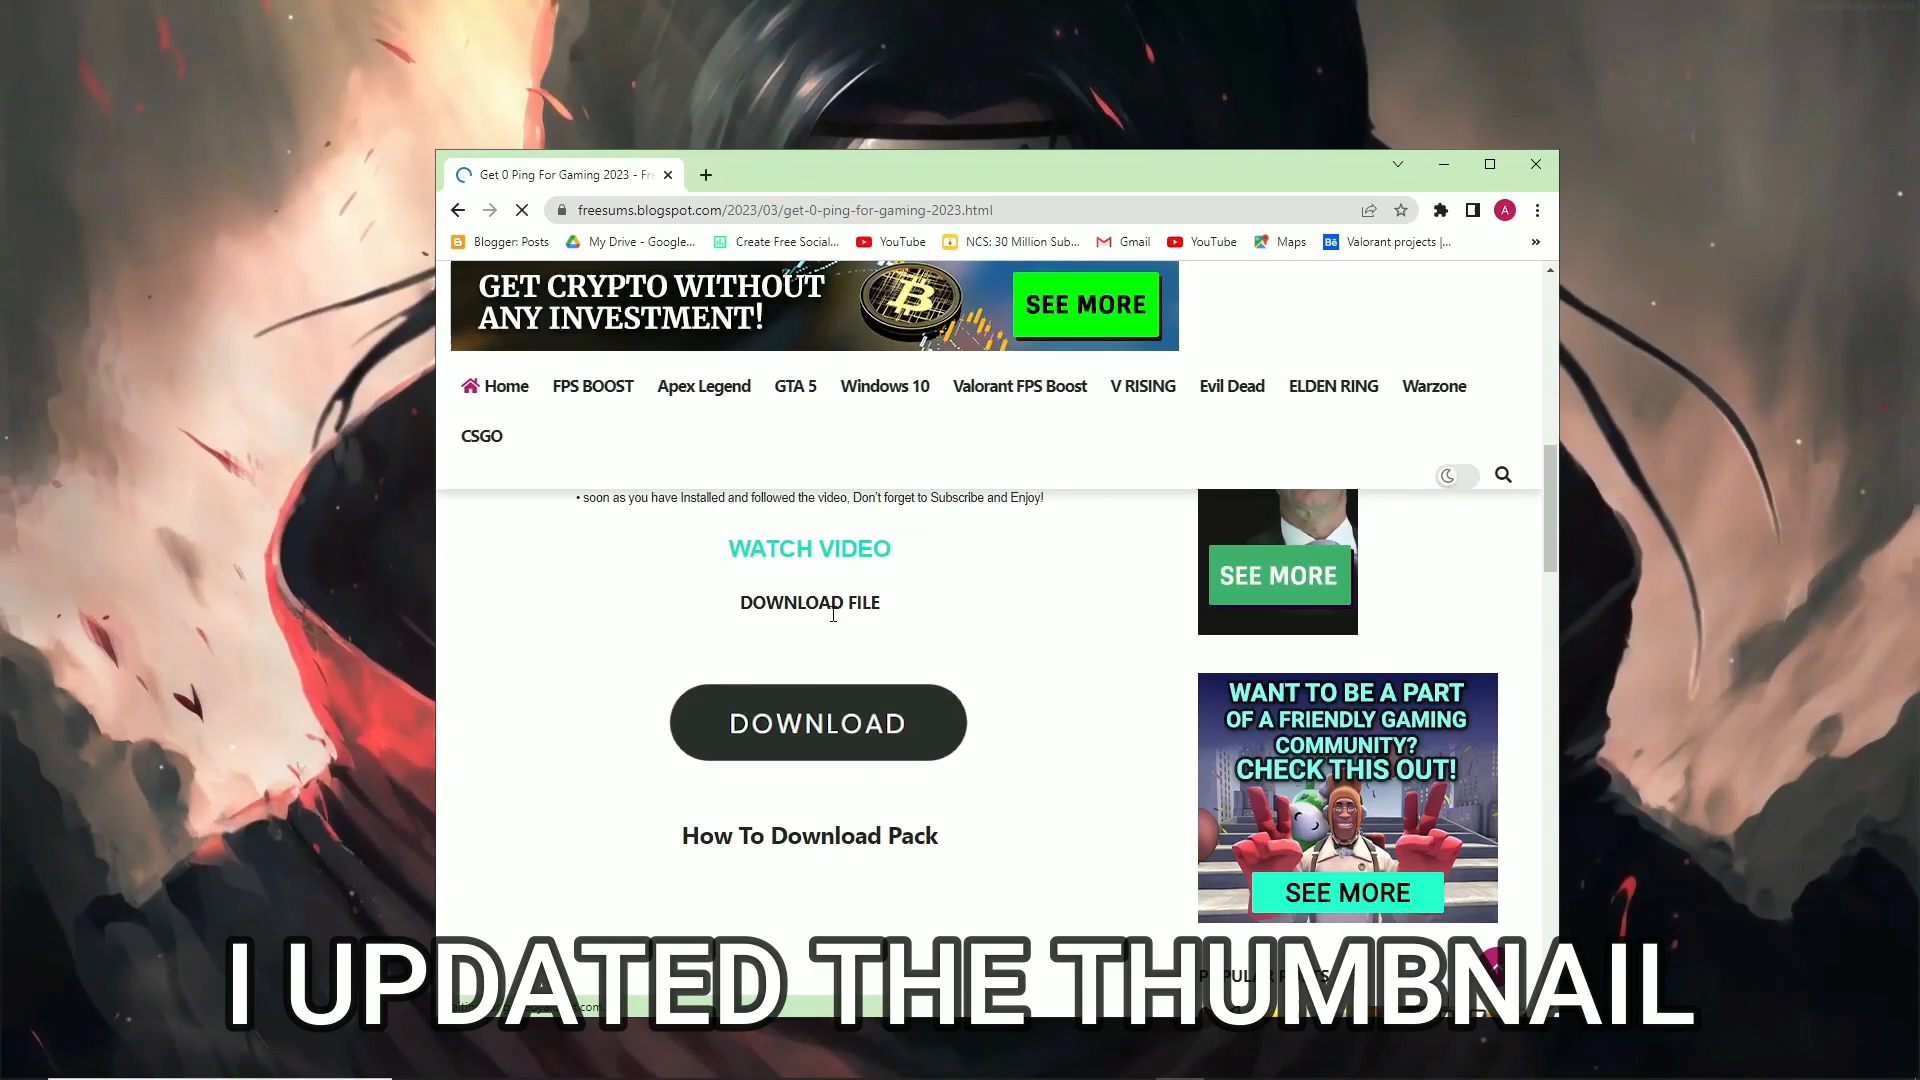 Get 0 Ping For Gaming 2023 - Fre
freesums.blogspot.com/2023/03/get-0-ping-for-gaming-2023.html
A
Blogger: Posts
My Drive - Google...
Create Free Social...
YouTube
NCS: 30 Million Sub...
Gmail
YouTube
Maps
Bē
Valorant projects |...
»
GET CRYPTO WITHOUT
ANY INVESTMENT!
SEE MORE
Home FPS BOOST Apex Legend GTA 5 Windows 10 Valorant FPS Boost V RISING Evil Dead ELDEN RING Warzone
CSGO
• soon as you have Installed and followed the video, Don't forget to Subscribe and Enjoy!
WATCH VIDEO
DOWNLOAD FILE
DOWNLOAD
How To Download Pack
SEE MORE
WANT TO BE A PART
OF A FRIENDLY GAMING
COMMUNITY?
CHECK THIS OUT!
SEE MORE
POPULAR POSTS
I UPDATED THE THUMBNAIL